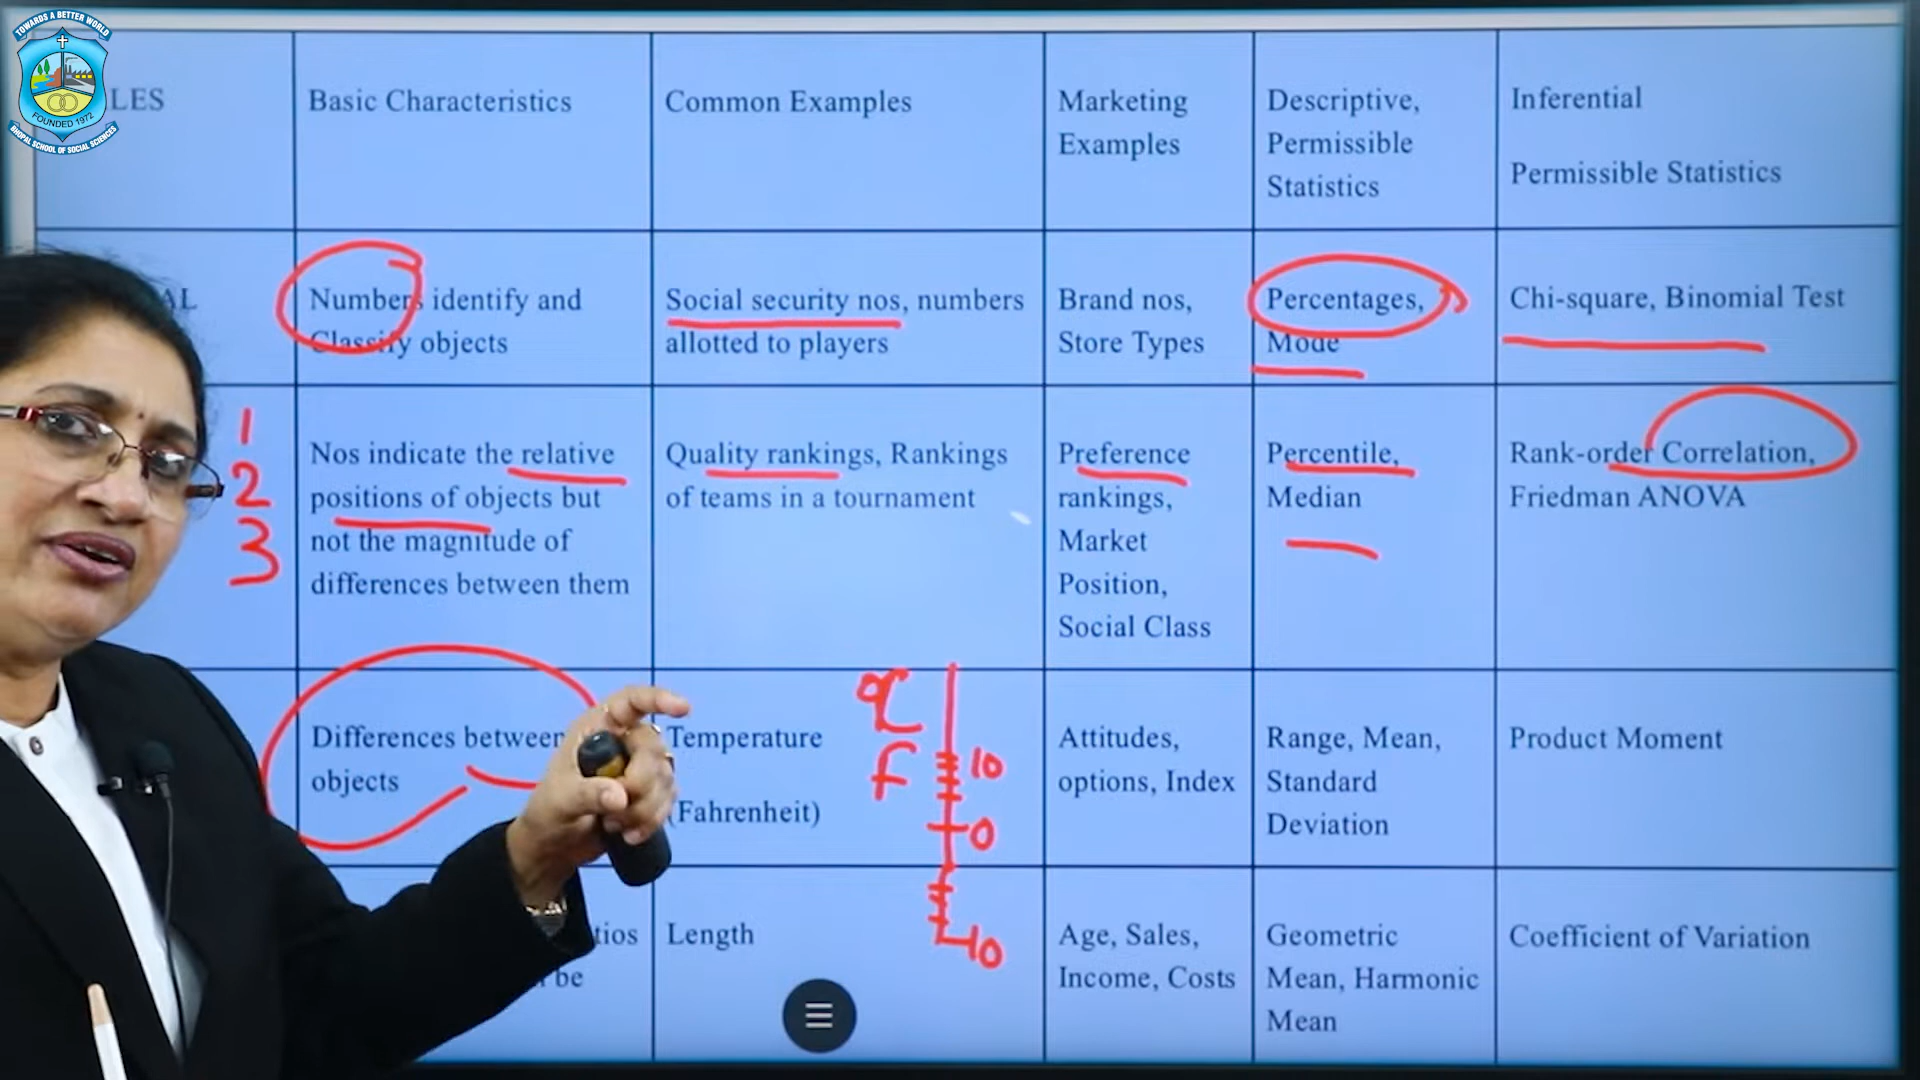 TOWARDS A BETTER WORLD
FOUNDED 1972
BHOPAL SCHOOL OF SOCIAL SCIENCES
LES
Basic Characteristics
Common Examples
Marketing
Examples
Descriptive,
Permissible
Statistics
Inferential
Permissible Statistics
AL
Numbers identify and
Classify objects
Social security nos, numbers
allotted to players
Brand nos,
Store Types
Percentages,
Mode
Chi-square, Binomial Test
1
2
3
Nos indicate the relative
positions of objects but
not the magnitude of
differences between them
Quality rankings, Rankings
of teams in a tournament
Preference
rankings,
Market
Position,
Social Class
Percentile,
Median
Rank-order Correlation,
Friedman ANOVA
Differences between
objects
Temperature
(Fahrenheit)
°C
F
10
0
-10
Attitudes,
options, Index
Range, Mean,
Standard
Deviation
Product Moment
tios
be
Length
Age, Sales,
Income, Costs
Geometric
Mean, Harmonic
Mean
Coefficient of Variation